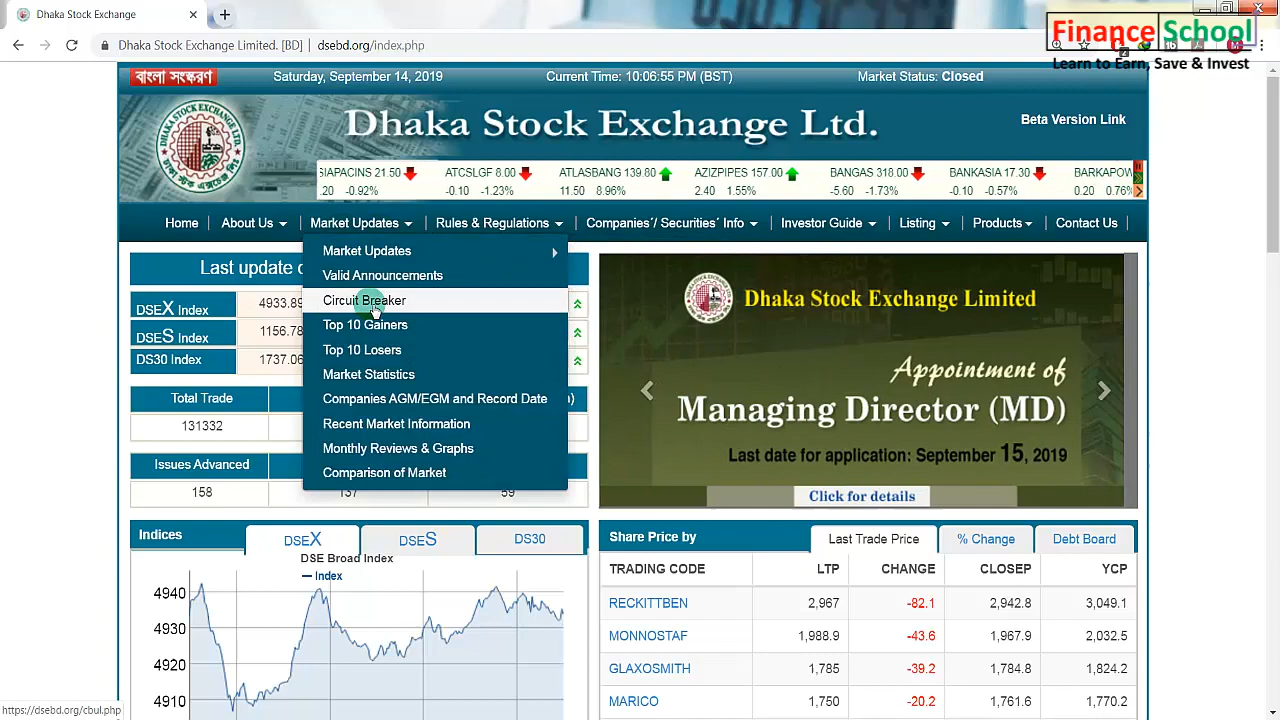 Dhaka Stock Exchange
Dhaka Stock Exchange Limited. [BD] | dsebd.org/index.php
Finance School
Learn to Earn, Save & Invest
বাংলা সংস্করণ
Saturday, September 14, 2019
Current Time: 10:06:55 PM (BST)
Market Status: Closed
Dhaka Stock Exchange Ltd.
Beta Version Link
SIAPACINS 21.50 ATCSLGF 8.00 ATLASBANG 139.80 AZIZPIPES 157.00 BANGAS 318.00 BANKASIA 17.30 BARKAPOW
.20 -0.92% -0.10 -1.23% 11.50 8.96% 2.40 1.55% -5.60 -1.73% -0.10 -0.57% 0.20 0.76%
Home About Us Market Updates Rules & Regulations Companies´/ Securities´ Info Investor Guide Listing Products Contact Us
Market Updates
Valid Announcements
Circuit Breaker
Top 10 Gainers
Top 10 Losers
Market Statistics
Companies AGM/EGM and Record Date
Recent Market Information
Monthly Reviews & Graphs
Comparison of Market
Last update o
DSEX Index 4933.89
DSES Index 1156.78
DS30 Index 1737.06
Total Trade
131332
Issues Advanced
158 137 59
Dhaka Stock Exchange Limited
Appointment of
Managing Director (MD)
Last date for application: September 15, 2019
Click for details
Indices DSEX DSES DS30
DSE Broad Index
Index
4940
4930
4920
4910
Share Price by Last Trade Price % Change Debt Board
TRADING CODE LTP CHANGE CLOSEP YCP
RECKITTBEN 2,967 -82.1 2,942.8 3,049.1
MONNOSTAF 1,988.9 -43.6 1,967.9 2,032.5
GLAXOSMITH 1,785 -39.2 1,784.8 1,824.2
MARICO 1,750 -20.2 1,761.6 1,770.2
https://dsebd.org/cbul.php